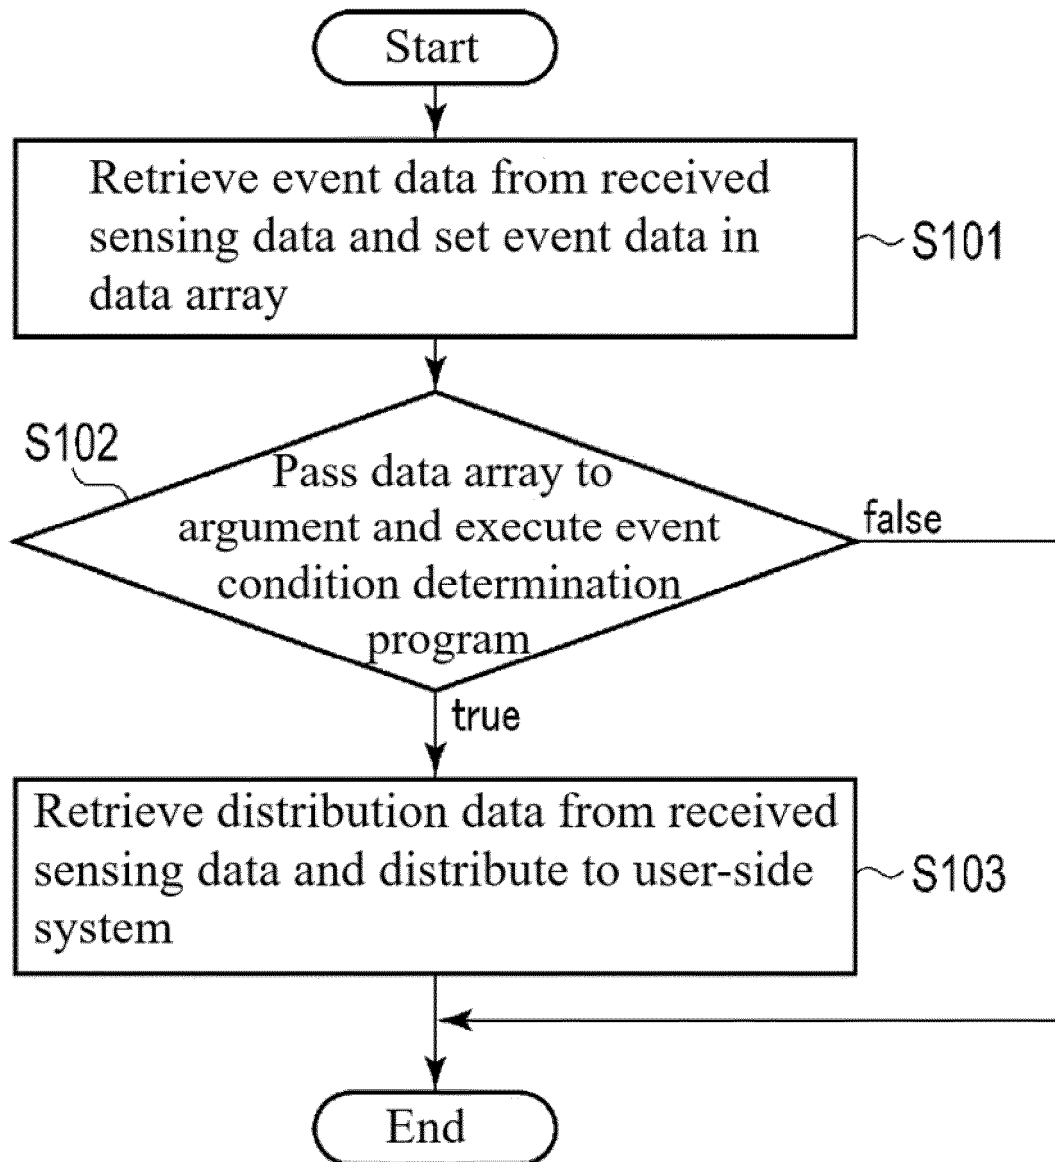 Start
Retrieve event data from received
sensing data and set event data in
data array
S101
S102
Pass data array to
argument and execute event
condition determination
program
false
true
Retrieve distribution data from received
sensing data and distribute to user-side
system
S103
End